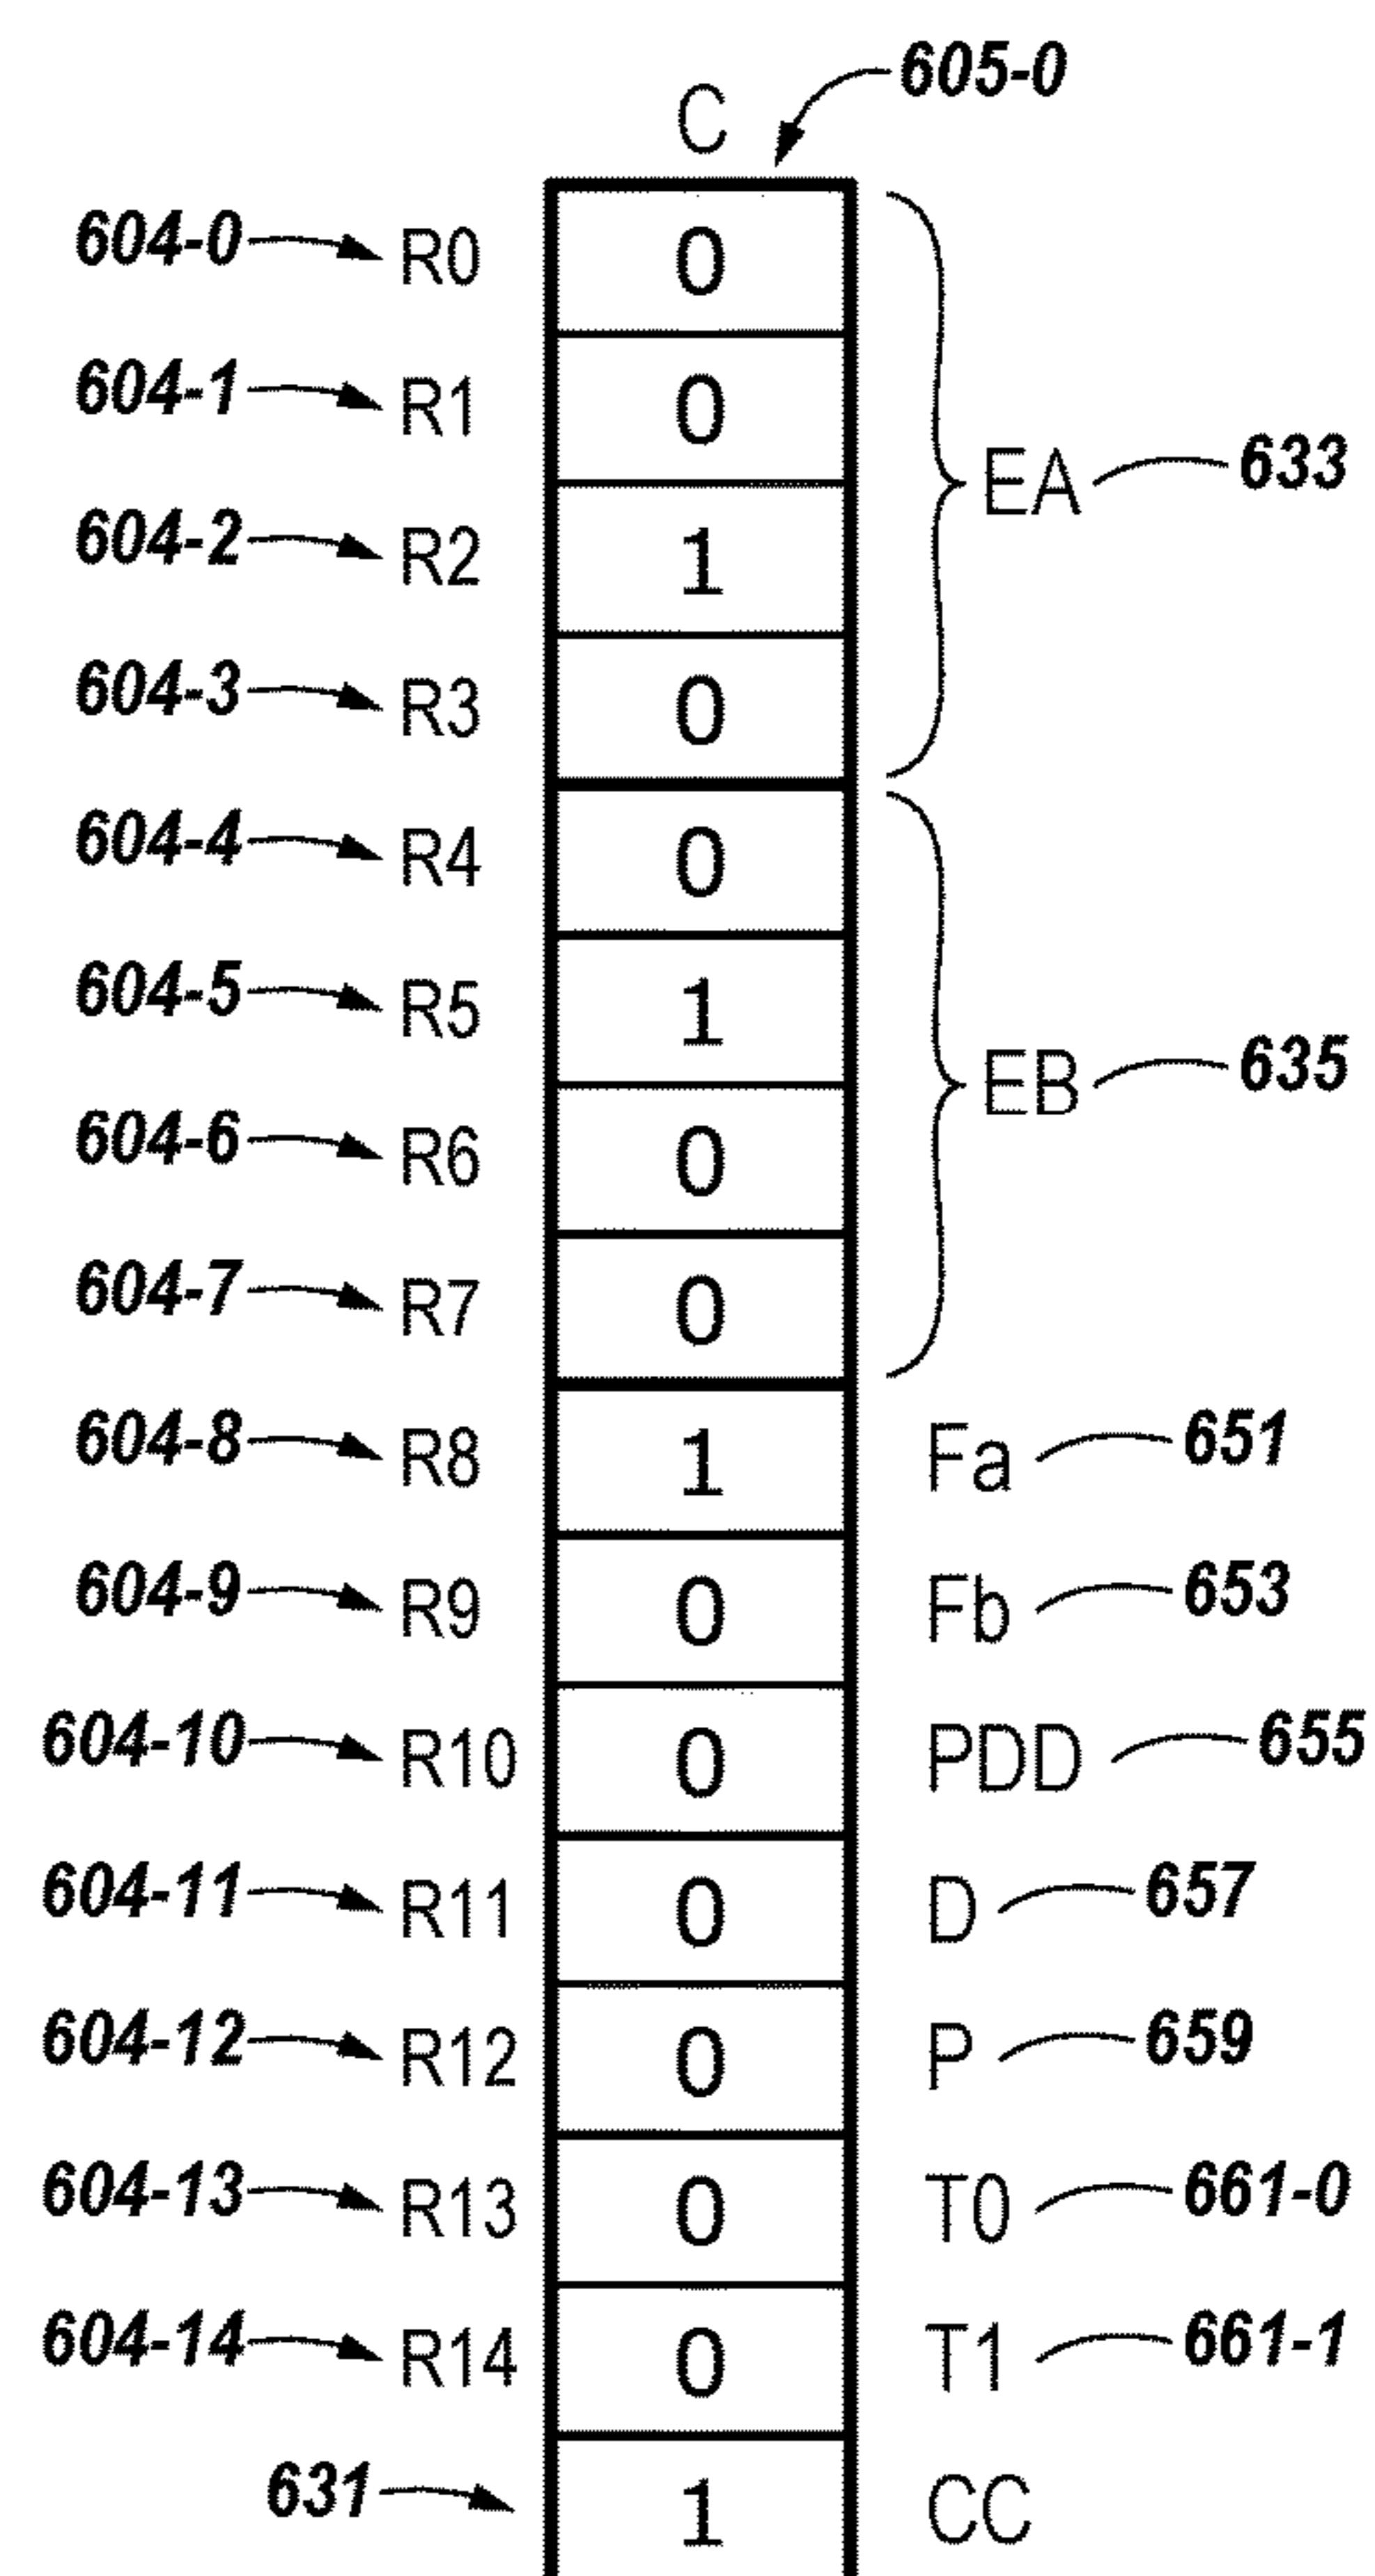 605-0
C
604-0 R0 0
604-1 R1 0
EA 633
604-2 R2 1
604-3 R3 0
604-4 R4 0
604-5 R5 1
EB 635
604-6 R6 0
604-7 R7 0
604-8 R8 1 Fa 651
604-9 R9 0 Fb 653
604-10 R10 0 PDD 655
604-11 R11 0 D 657
604-12 R12 0 P 659
604-13 R13 0 T0 661-0
604-14 R14 0 T1 661-1
631 1 CC